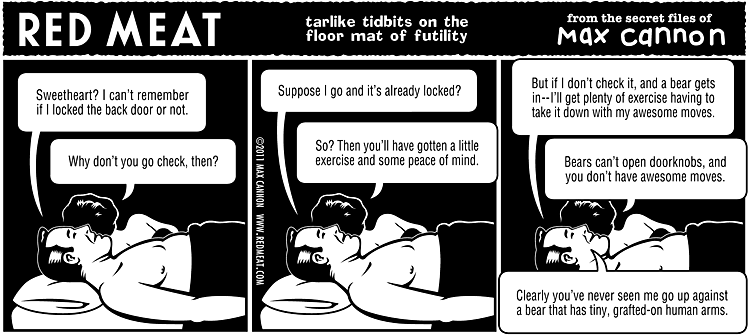 RED MEAT
tarlike tidbits on the
floor mat of futility
from the secret files of
Max cannon
Sweetheart? I can't remember
if I locked the back door or not.
Why don't you go check, then?
©2011 MAX CANNON WWW.REDMEAT.COM
Suppose I go and it's already locked?
So? Then you'll have gotten a little
exercise and some peace of mind.
But if I don't check it, and a bear gets
in--I'll get plenty of exercise having to
take it down with my awesome moves.
Bears can't open doorknobs, and
you don't have awesome moves.
Clearly you've never seen me go up against
a bear that has tiny, grafted-on human arms.